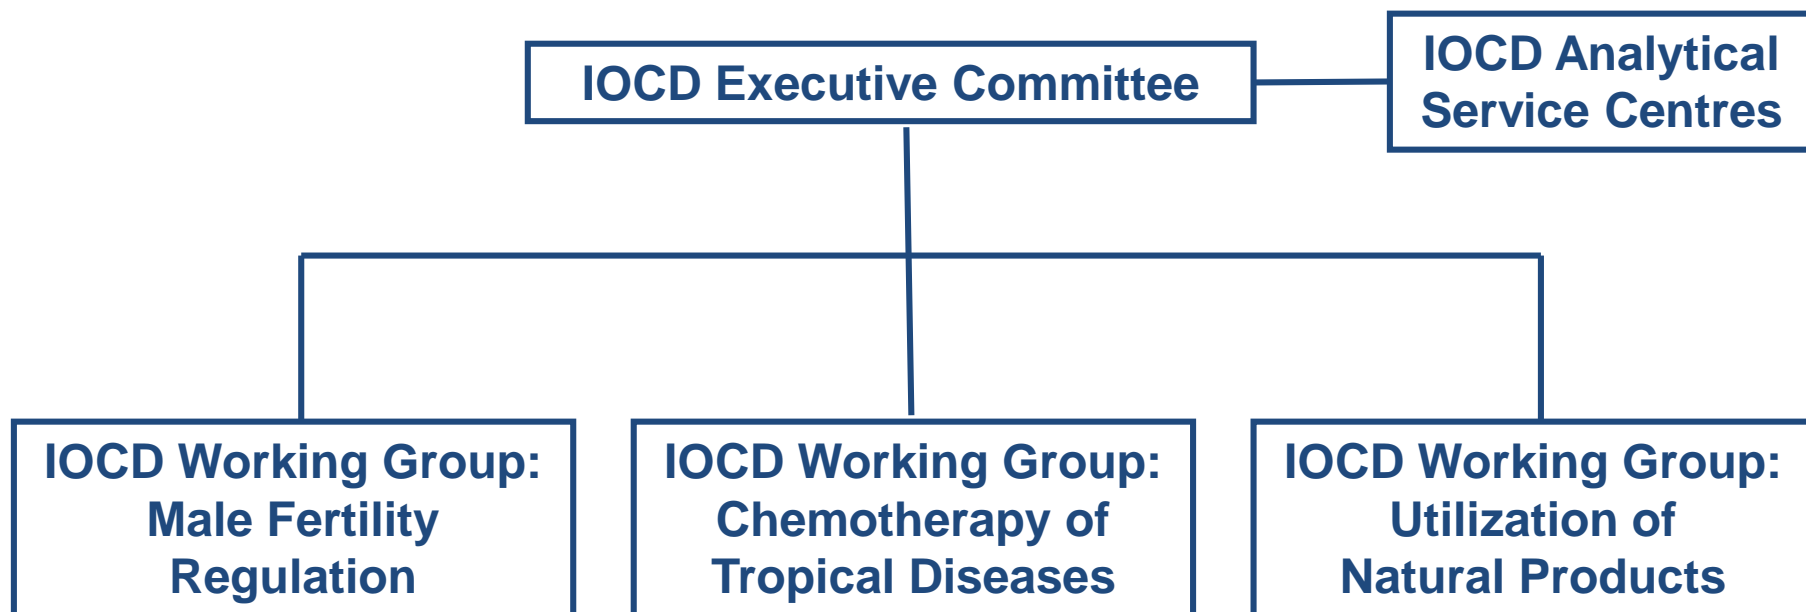 IOCD Executive Committee
IOCD Analytical
Service Centres
IOCD Working Group:
Male Fertility
Regulation
IOCD Working Group:
Chemotherapy of
Tropical Diseases
IOCD Working Group:
Utilization of
Natural Products